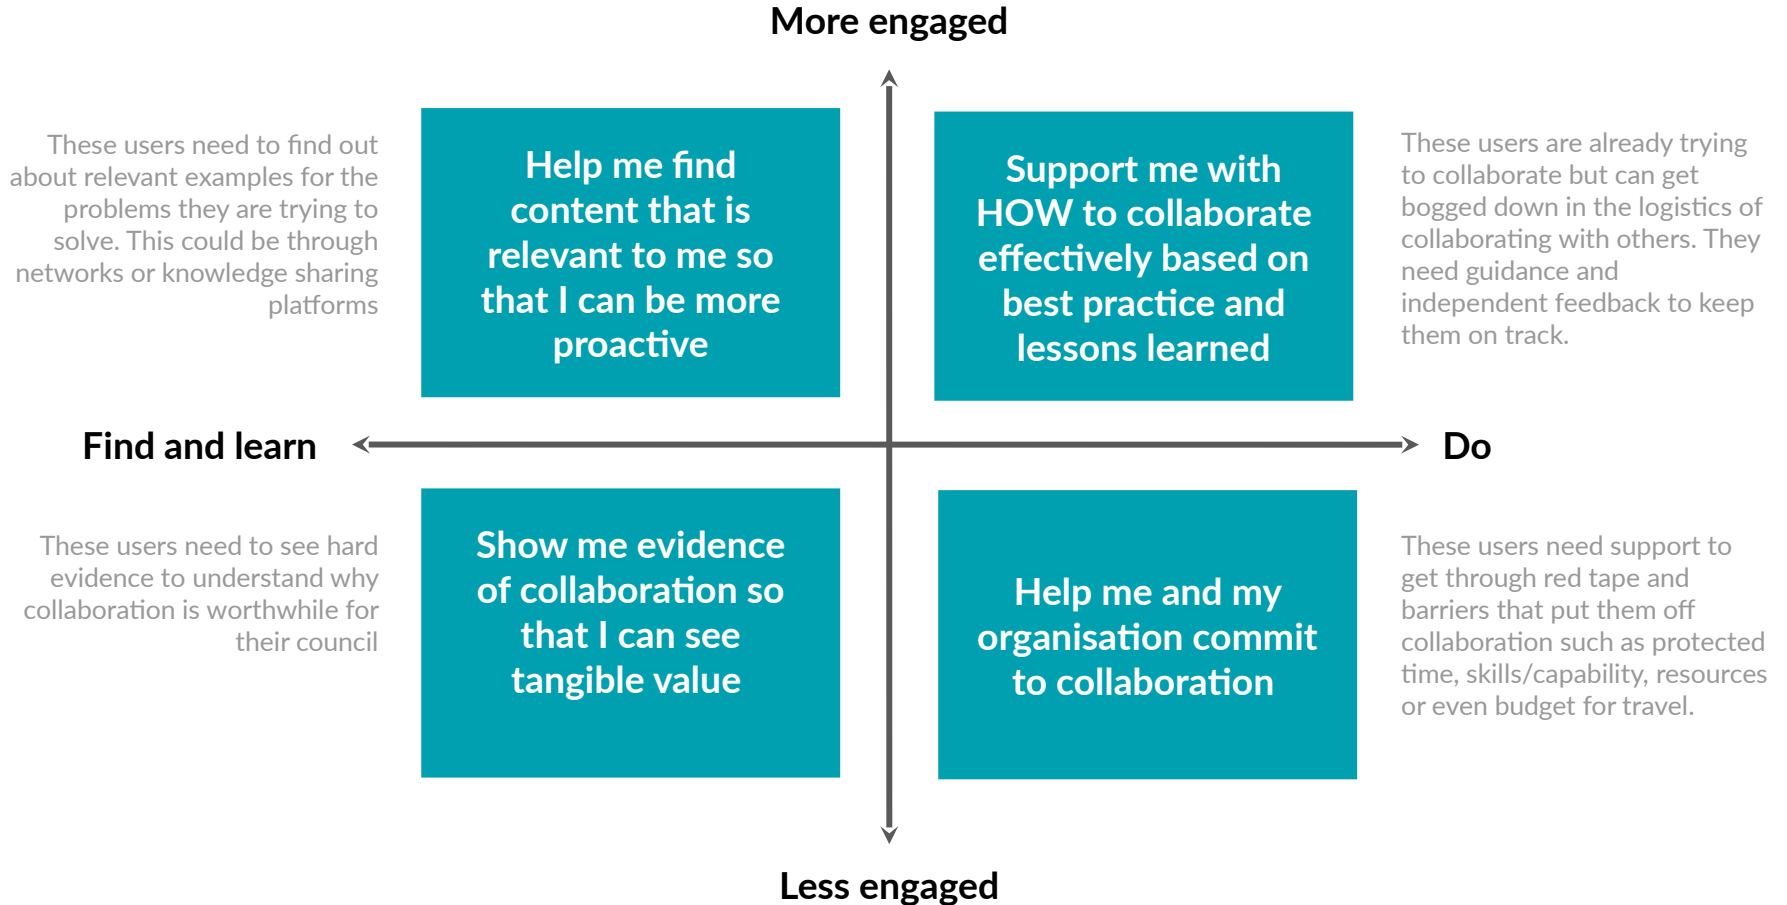 More engaged
These users need to find out
about relevant examples for the
problems they are trying to
solve. This could be through
networks or knowledge sharing
platforms
Help me find
content that is
relevant to me so
that I can be more
proactive
Support me with
HOW to collaborate
effectively based on
best practice and
lessons learned
These users are already trying
to collaborate but can get
bogged down in the logistics of
collaborating with others. They
need guidance and
independent feedback to keep
them on track.
Find and learn
Do
These users need to see hard
evidence to understand why
collaboration is worthwhile for
their council
Show me evidence
of collaboration so
that I can see
tangible value
Help me and my
organisation commit
to collaboration
These users need support to
get through red tape and
barriers that put them off
collaboration such as protected
time, skills/capability, resources
or even budget for travel.
Less engaged